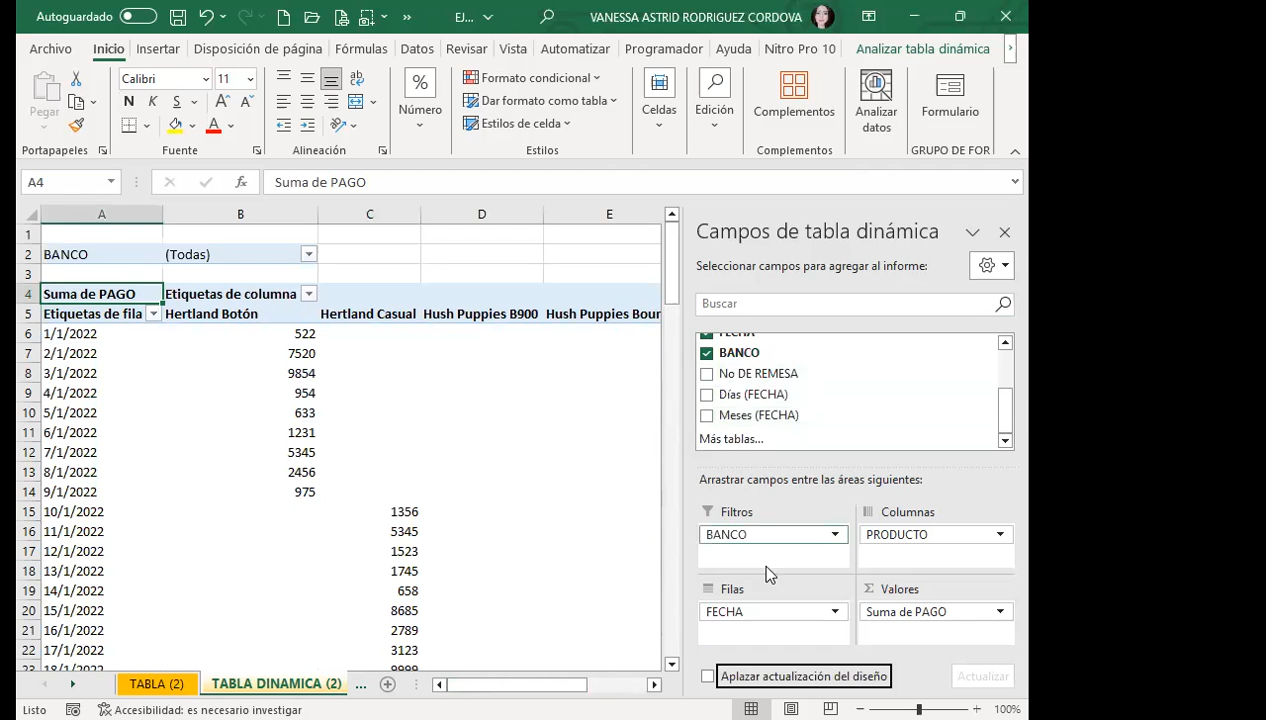 Autoguardado
EJ...
VANESSA ASTRID RODRIGUEZ CORDOVA
Archivo Inicio Insertar Disposición de página Fórmulas Datos Revisar Vista Automatizar Programador Ayuda Nitro Pro 10 Analizar tabla dinámica
Pegar
Calibri 11
N K S
Número
Formato condicional
Dar formato como tabla
Estilos de celda
Celdas
Edición
Complementos
Analizar datos
Formulario
Portapapeles Fuente Alineación Estilos Complementos GRUPO DE FOR
A4 fx Suma de PAGO
A B C D E
1
2 BANCO (Todas)
3
4 Suma de PAGO Etiquetas de columna
5 Etiquetas de fila Hertland Botón Hertland Casual Hush Puppies B900 Hush Puppies Boun
6 1/1/2022 522
7 2/1/2022 7520
8 3/1/2022 9854
9 4/1/2022 954
10 5/1/2022 633
11 6/1/2022 1231
12 7/1/2022 5345
13 8/1/2022 2456
14 9/1/2022 975
15 10/1/2022 1356
16 11/1/2022 5345
17 12/1/2022 1523
18 13/1/2022 1745
19 14/1/2022 658
20 15/1/2022 8685
21 16/1/2022 2789
22 17/1/2022 3123
23 18/1/2022 9999
Campos de tabla dinámica
Seleccionar campos para agregar al informe:
Buscar
FECHA
BANCO
No DE REMESA
Días (FECHA)
Meses (FECHA)
Más tablas...
Arrastrar campos entre las áreas siguientes:
Filtros Columnas
BANCO PRODUCTO
Filas Σ Valores
FECHA Suma de PAGO
Aplazar actualización del diseño Actualizar
TABLA (2) TABLA DINAMICA (2) ...
Listo Accesibilidad: es necesario investigar 100%